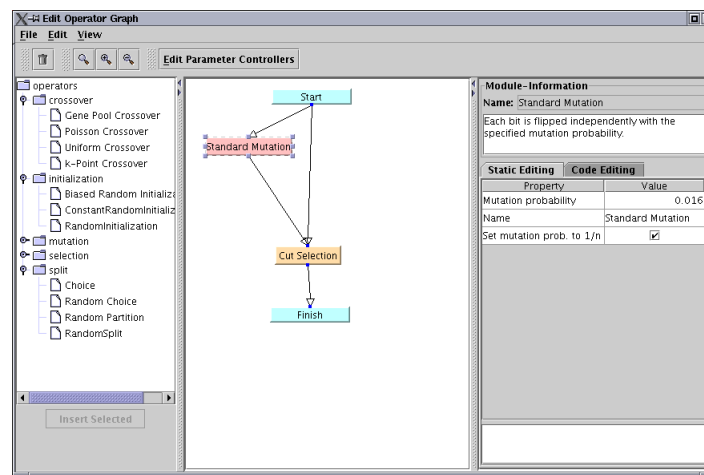 Edit Operator Graph
File Edit View
Edit Parameter Controllers
operators
crossover
Gene Pool Crossover
Poisson Crossover
Uniform Crossover
k-Point Crossover
initialization
Biased Random Initializa
ConstantRandomInitializ
RandomInitialization
mutation
selection
split
Choice
Random Choice
Random Partition
RandomSplit
Insert Selected
Start
Standard Mutation
Cut Selection
Finish
Module-Information
Name: Standard Mutation
Each bit is flipped independently with the
specified mutation probability.
Static Editing Code Editing
Property Value
Mutation probability 0.016
Name Standard Mutation
Set mutation prob. to 1/n